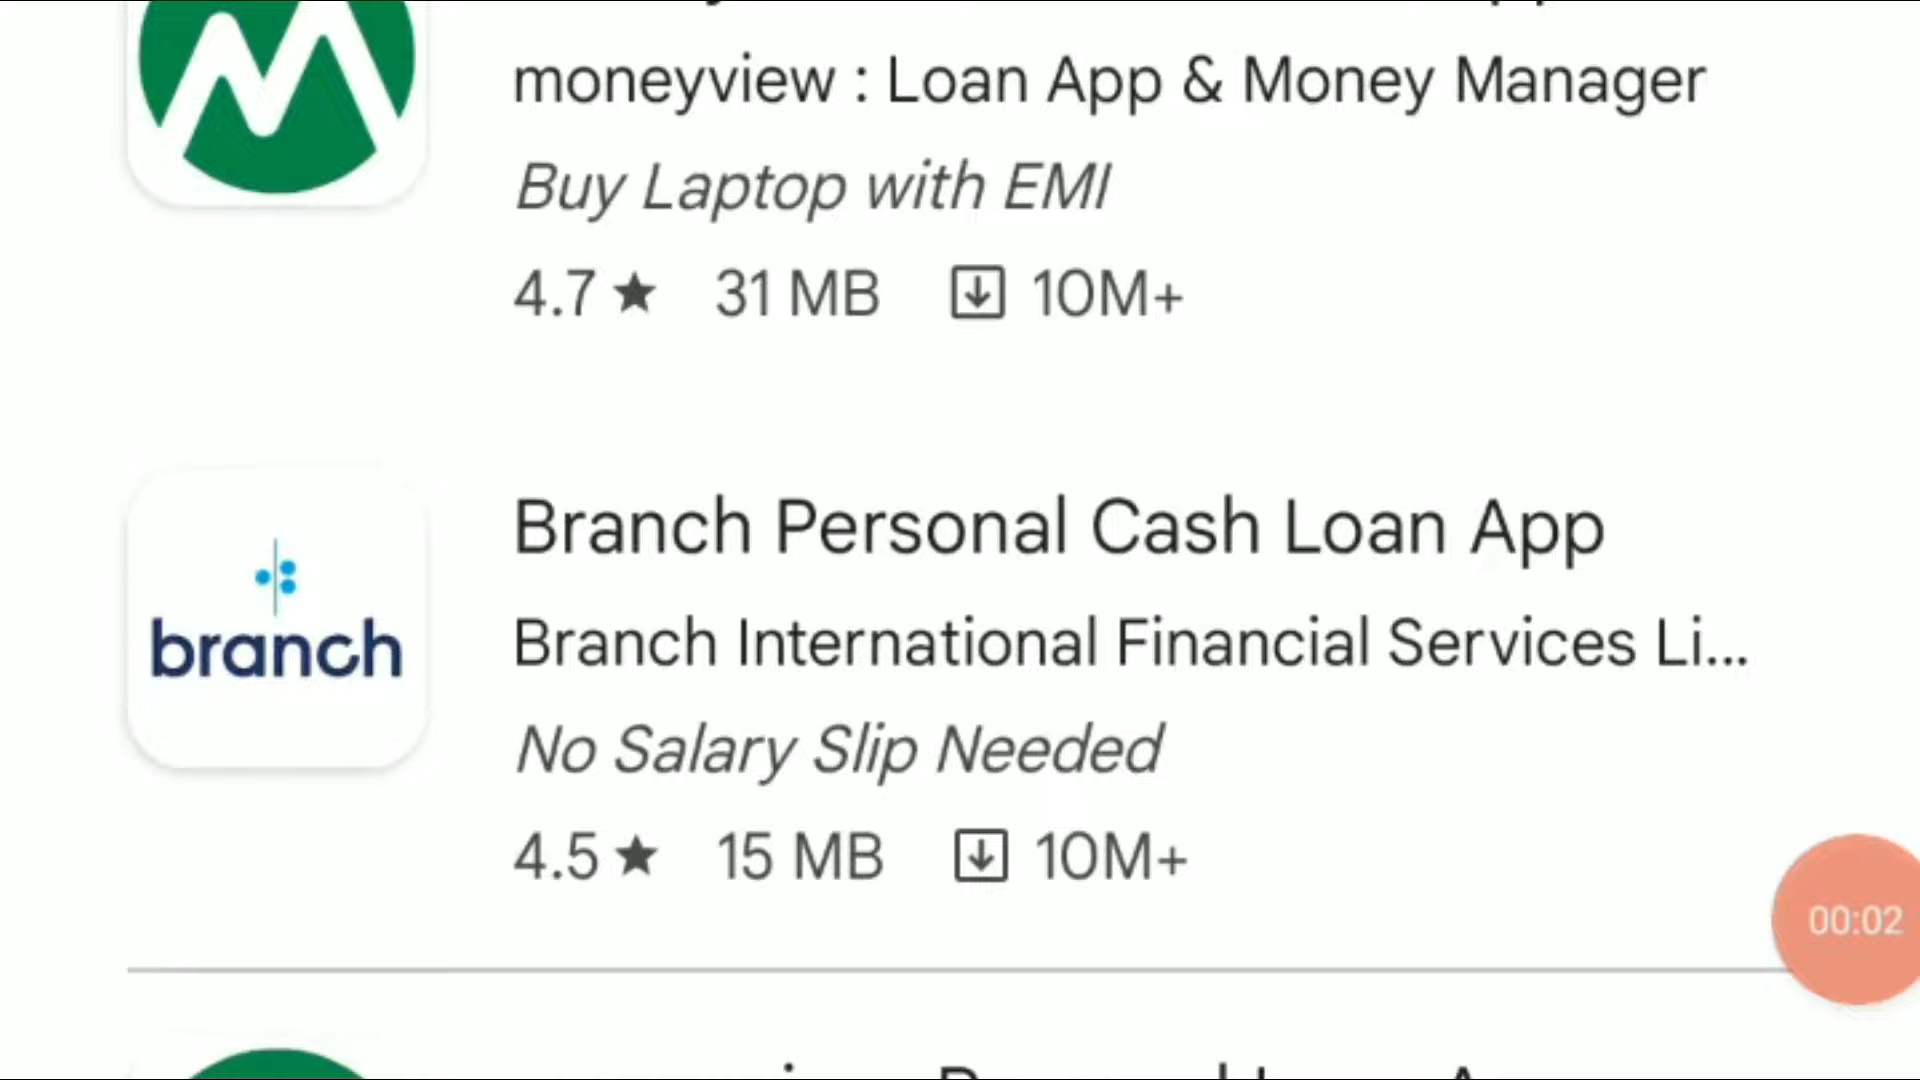 moneyview : Loan App & Money Manager
Buy Laptop with EMI
4.7★ 31 MB 10M+
branch
Branch Personal Cash Loan App
Branch International Financial Services Li...
No Salary Slip Needed
4.5★ 15 MB 10M+
00:02